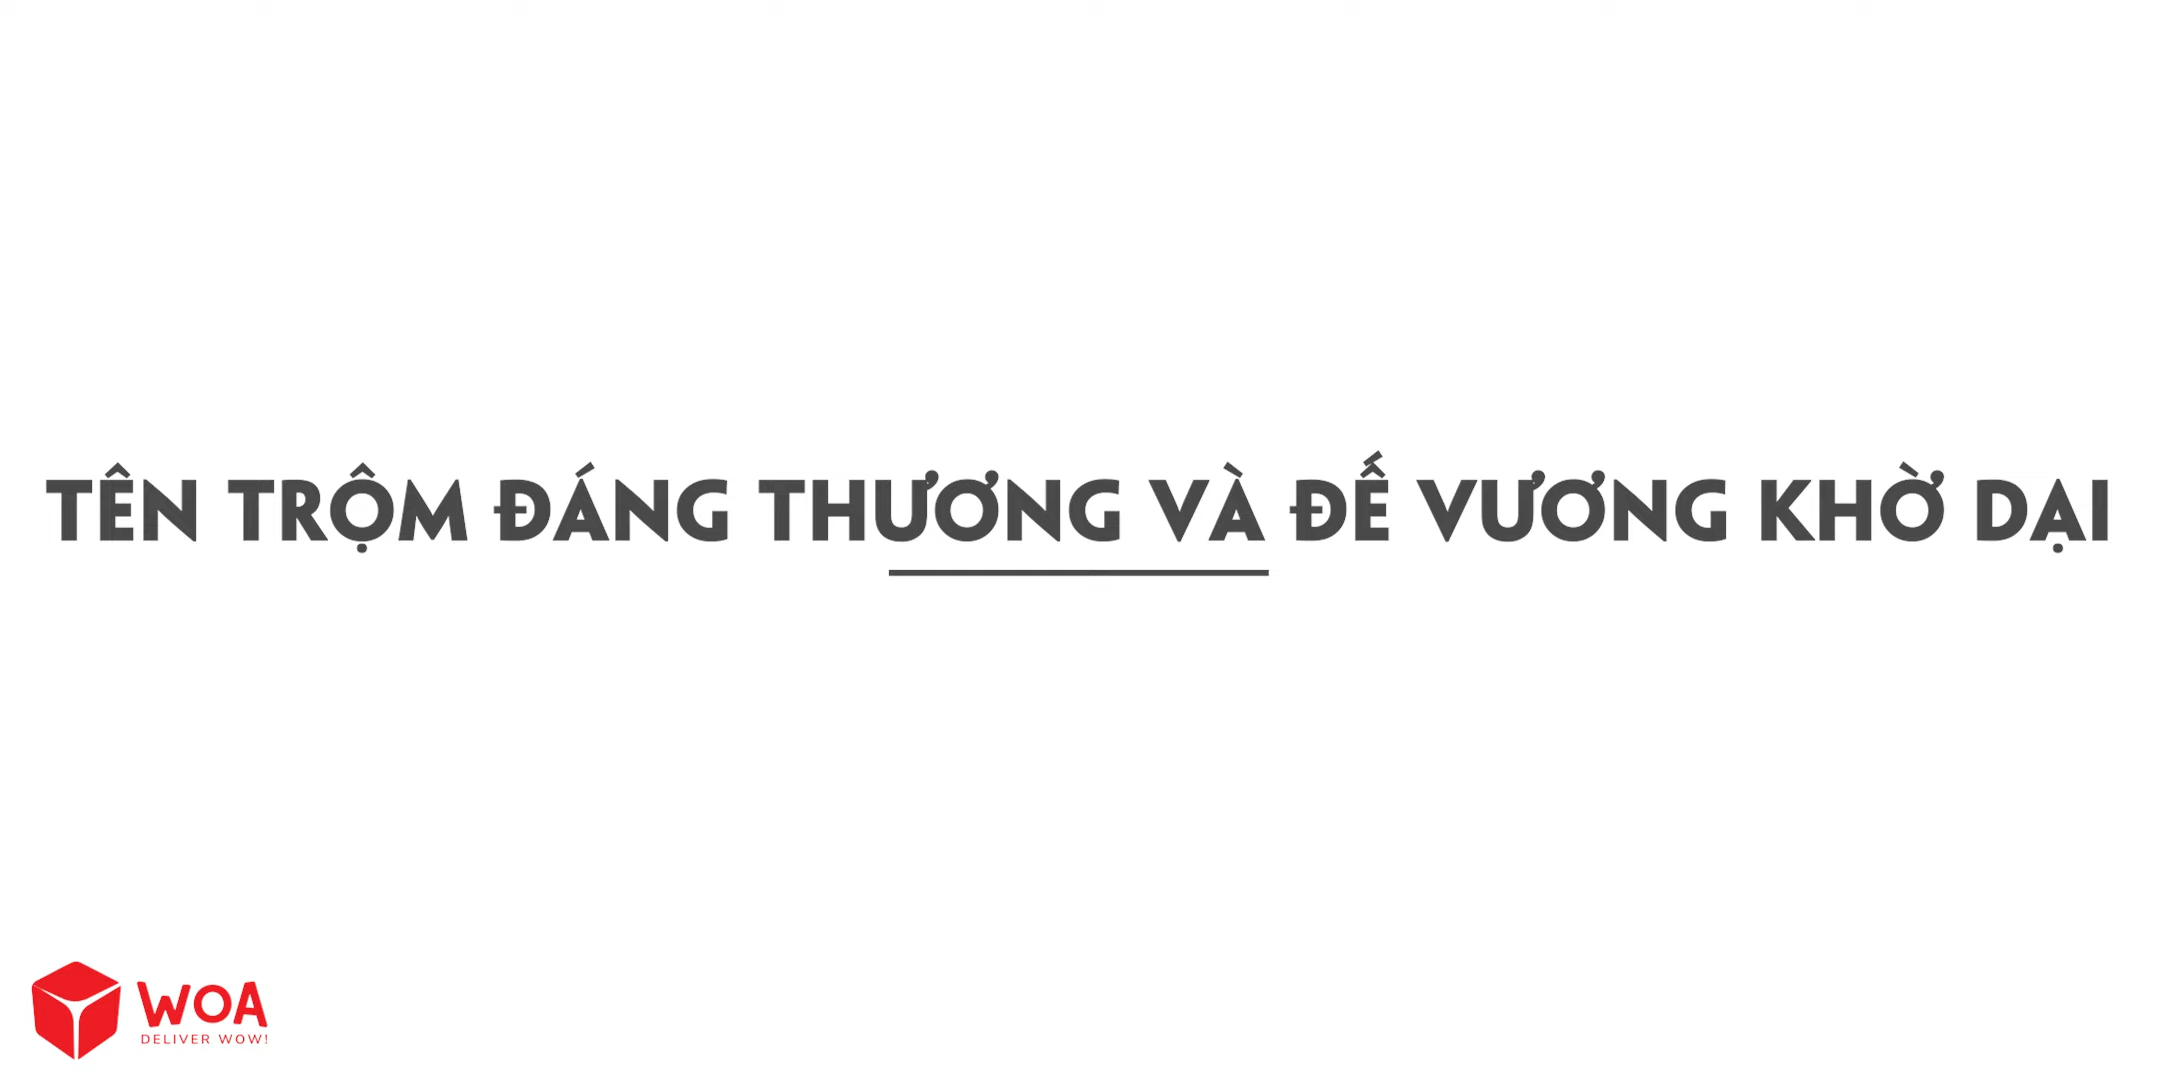 TÊN TRỘM ĐÁNG THƯƠNG VÀ ĐẾ VƯƠNG KHỜ DẠI
WOA
DELIVER WOW!